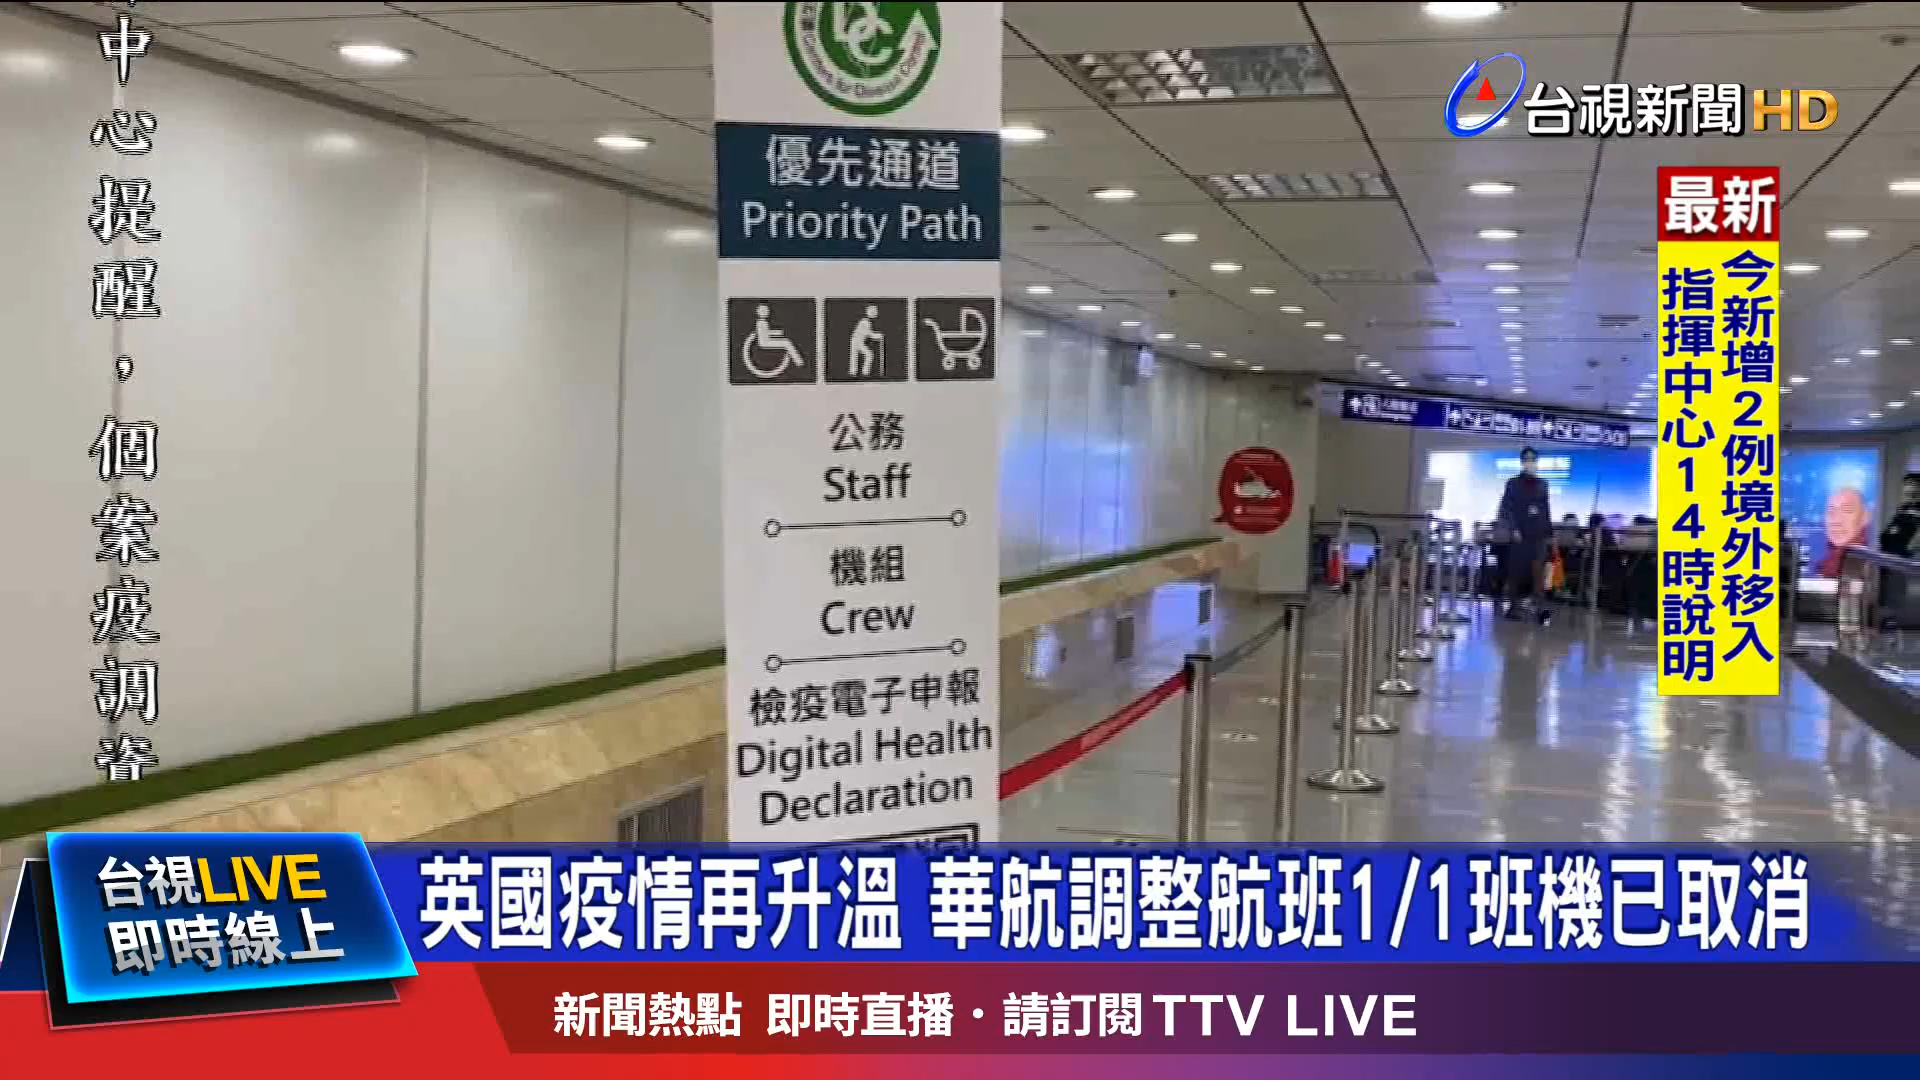 中心提醒，個案疫調資
Centers for Disease Control
優先通道
Priority Path
公務
Staff
機組
Crew
檢疫電子申報
Digital Health
Declaration
台視新聞HD
最新
今新增2例境外移入
指揮中心14時說明
台視LIVE
即時線上
英國疫情再升溫 華航調整航班1/1班機已取消
新聞熱點 即時直播·請訂閱TTV LIVE